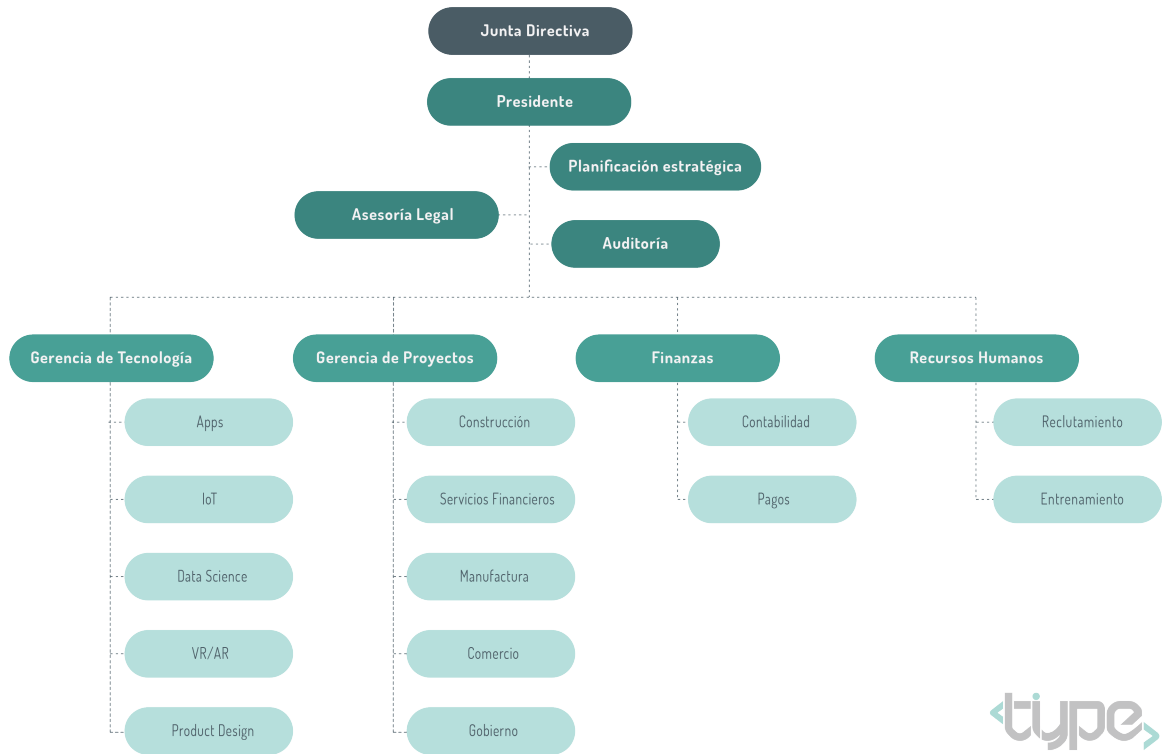 Junta Directiva
Presidente
Planificación estratégica
Asesoría Legal
Auditoría
Gerencia de Tecnología
Gerencia de Proyectos
Finanzas
Recursos Humanos
Apps
Construcción
Contabilidad
Reclutamiento
IoT
Servicios Financieros
Pagos
Entrenamiento
Data Science
Manufactura
VR/AR
Comercio
Product Design
Gobierno
<tiype>